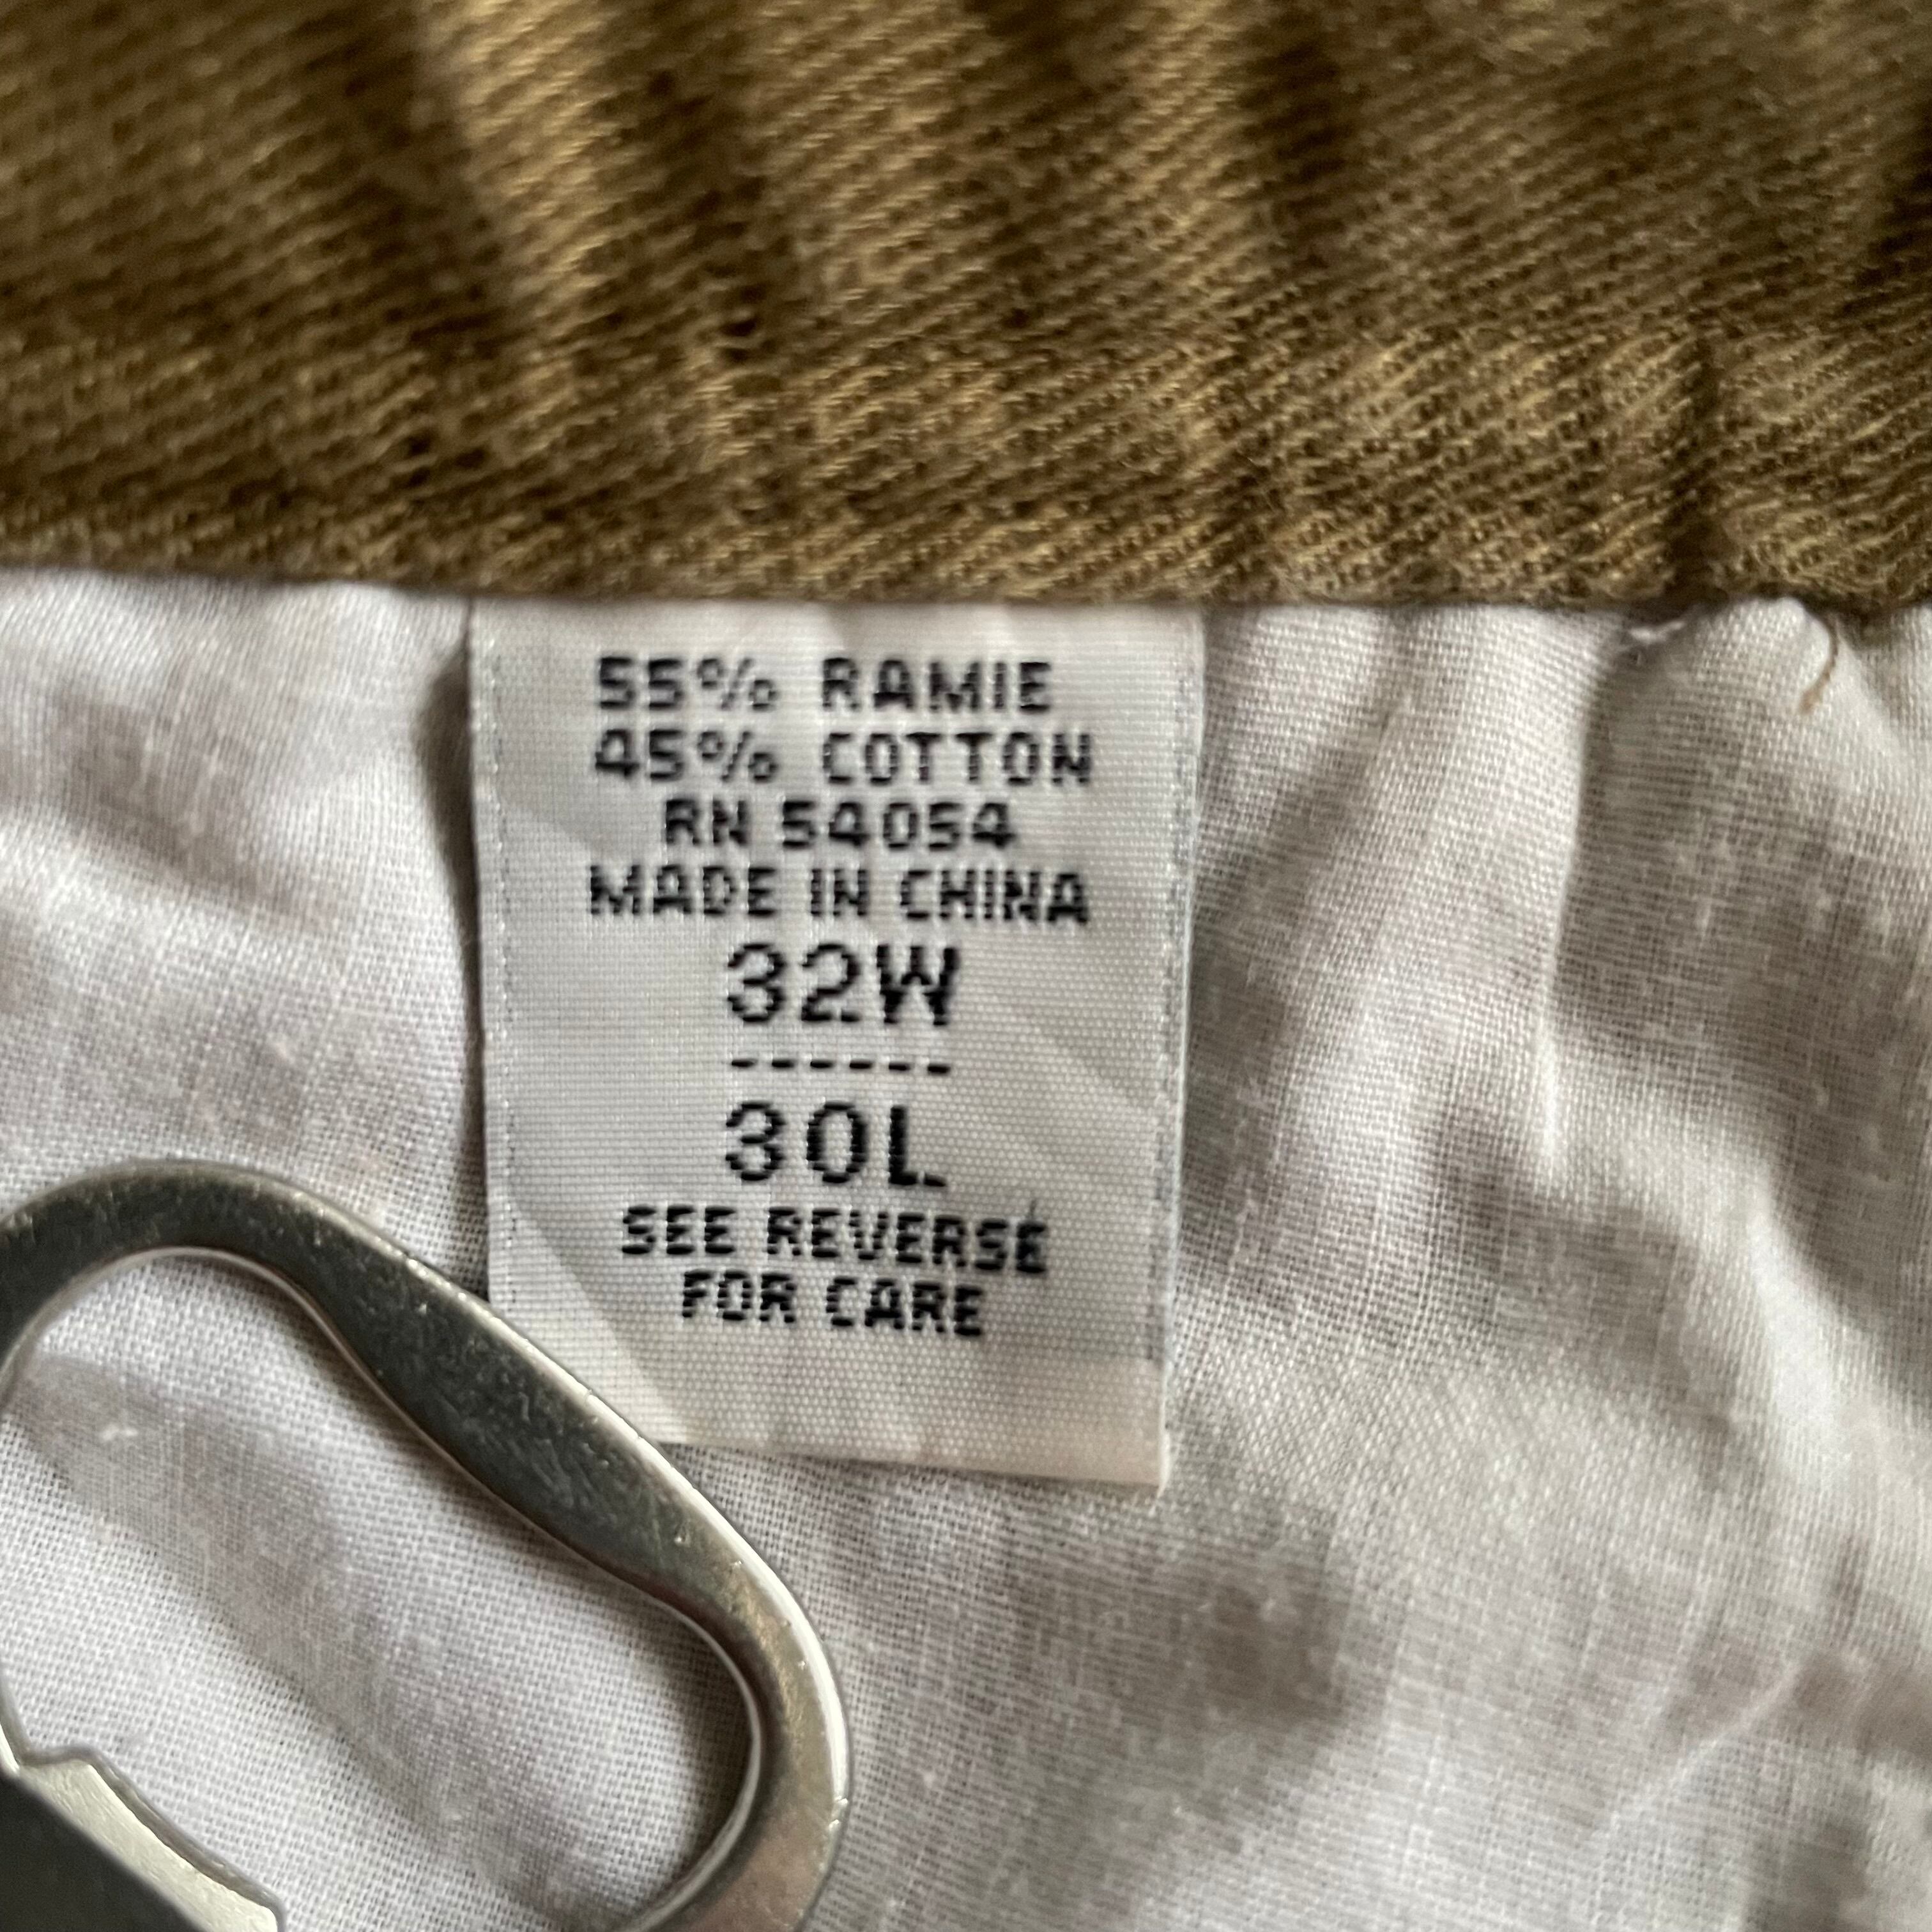 55% RAMIE
45% COTTON
RN 54054
MADE IN CHINA
32W
------
30L
SEE REVERSE
FOR CARE